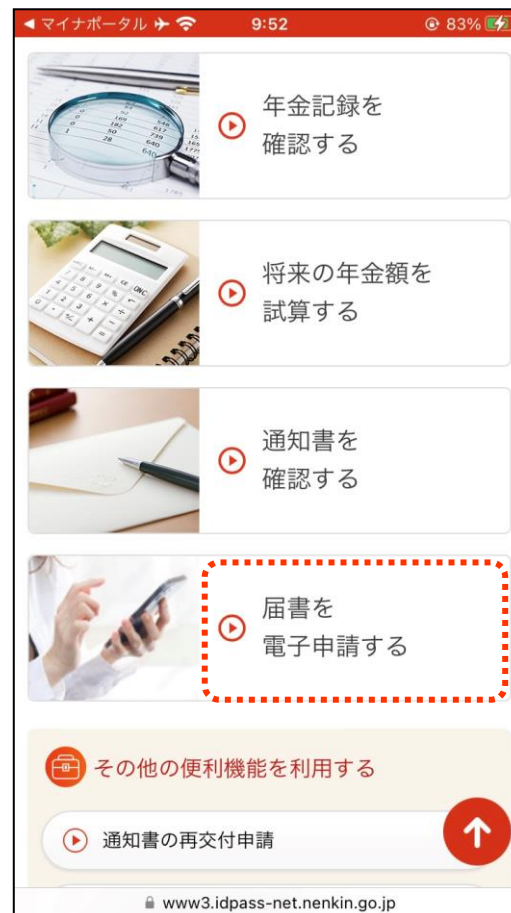 ◀ マイナポータル 9:52 83%
年金記録を
確認する
将来の年金額を
試算する
通知書を
確認する
届書を
電子申請する
その他の便利機能を利用する
通知書の再交付申請
www3.idpass-net.nenkin.go.jp